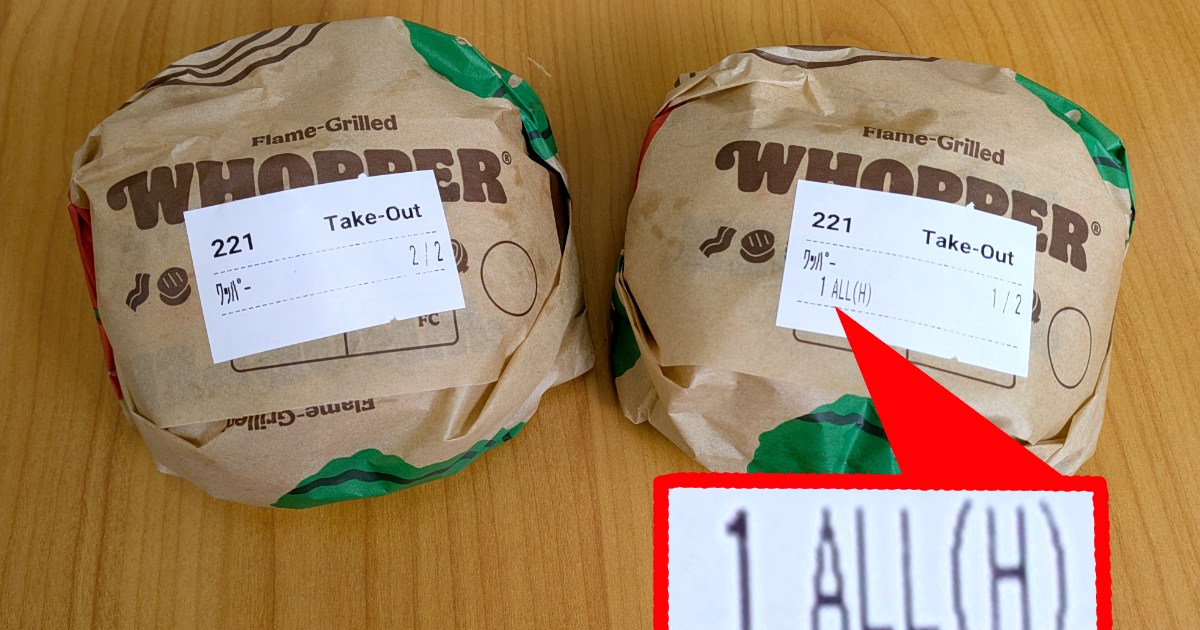 Flame-Grilled
WHOPPER®
221 Take-Out
2/2
ﾜｯﾊﾟｰ
FC
Flame-Grilled
Flame-Grilled
WHOPPER®
221 Take-Out
ﾜｯﾊﾟｰ
1 ALL(H) 1/2
1 ALL(H)